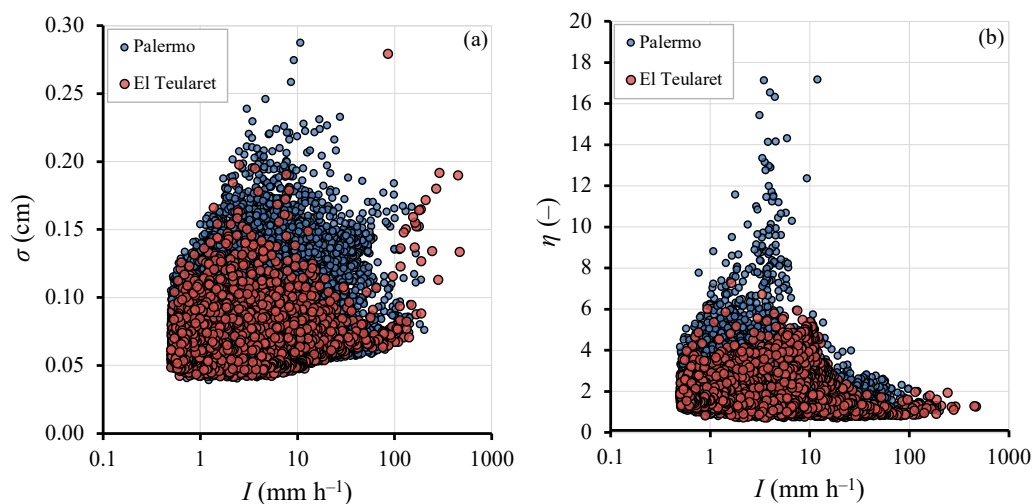 0.30
0.25
0.20
0.15
0.10
0.05
0.00
σ (cm)
Palermo
El Teularet
(a)
0.1
1
10
100
1000
I (mm h⁻¹)
20
18
16
14
12
10
8
6
4
2
0
η (–)
Palermo
El Teularet
(b)
0.1
1
10
100
1000
I (mm h⁻¹)